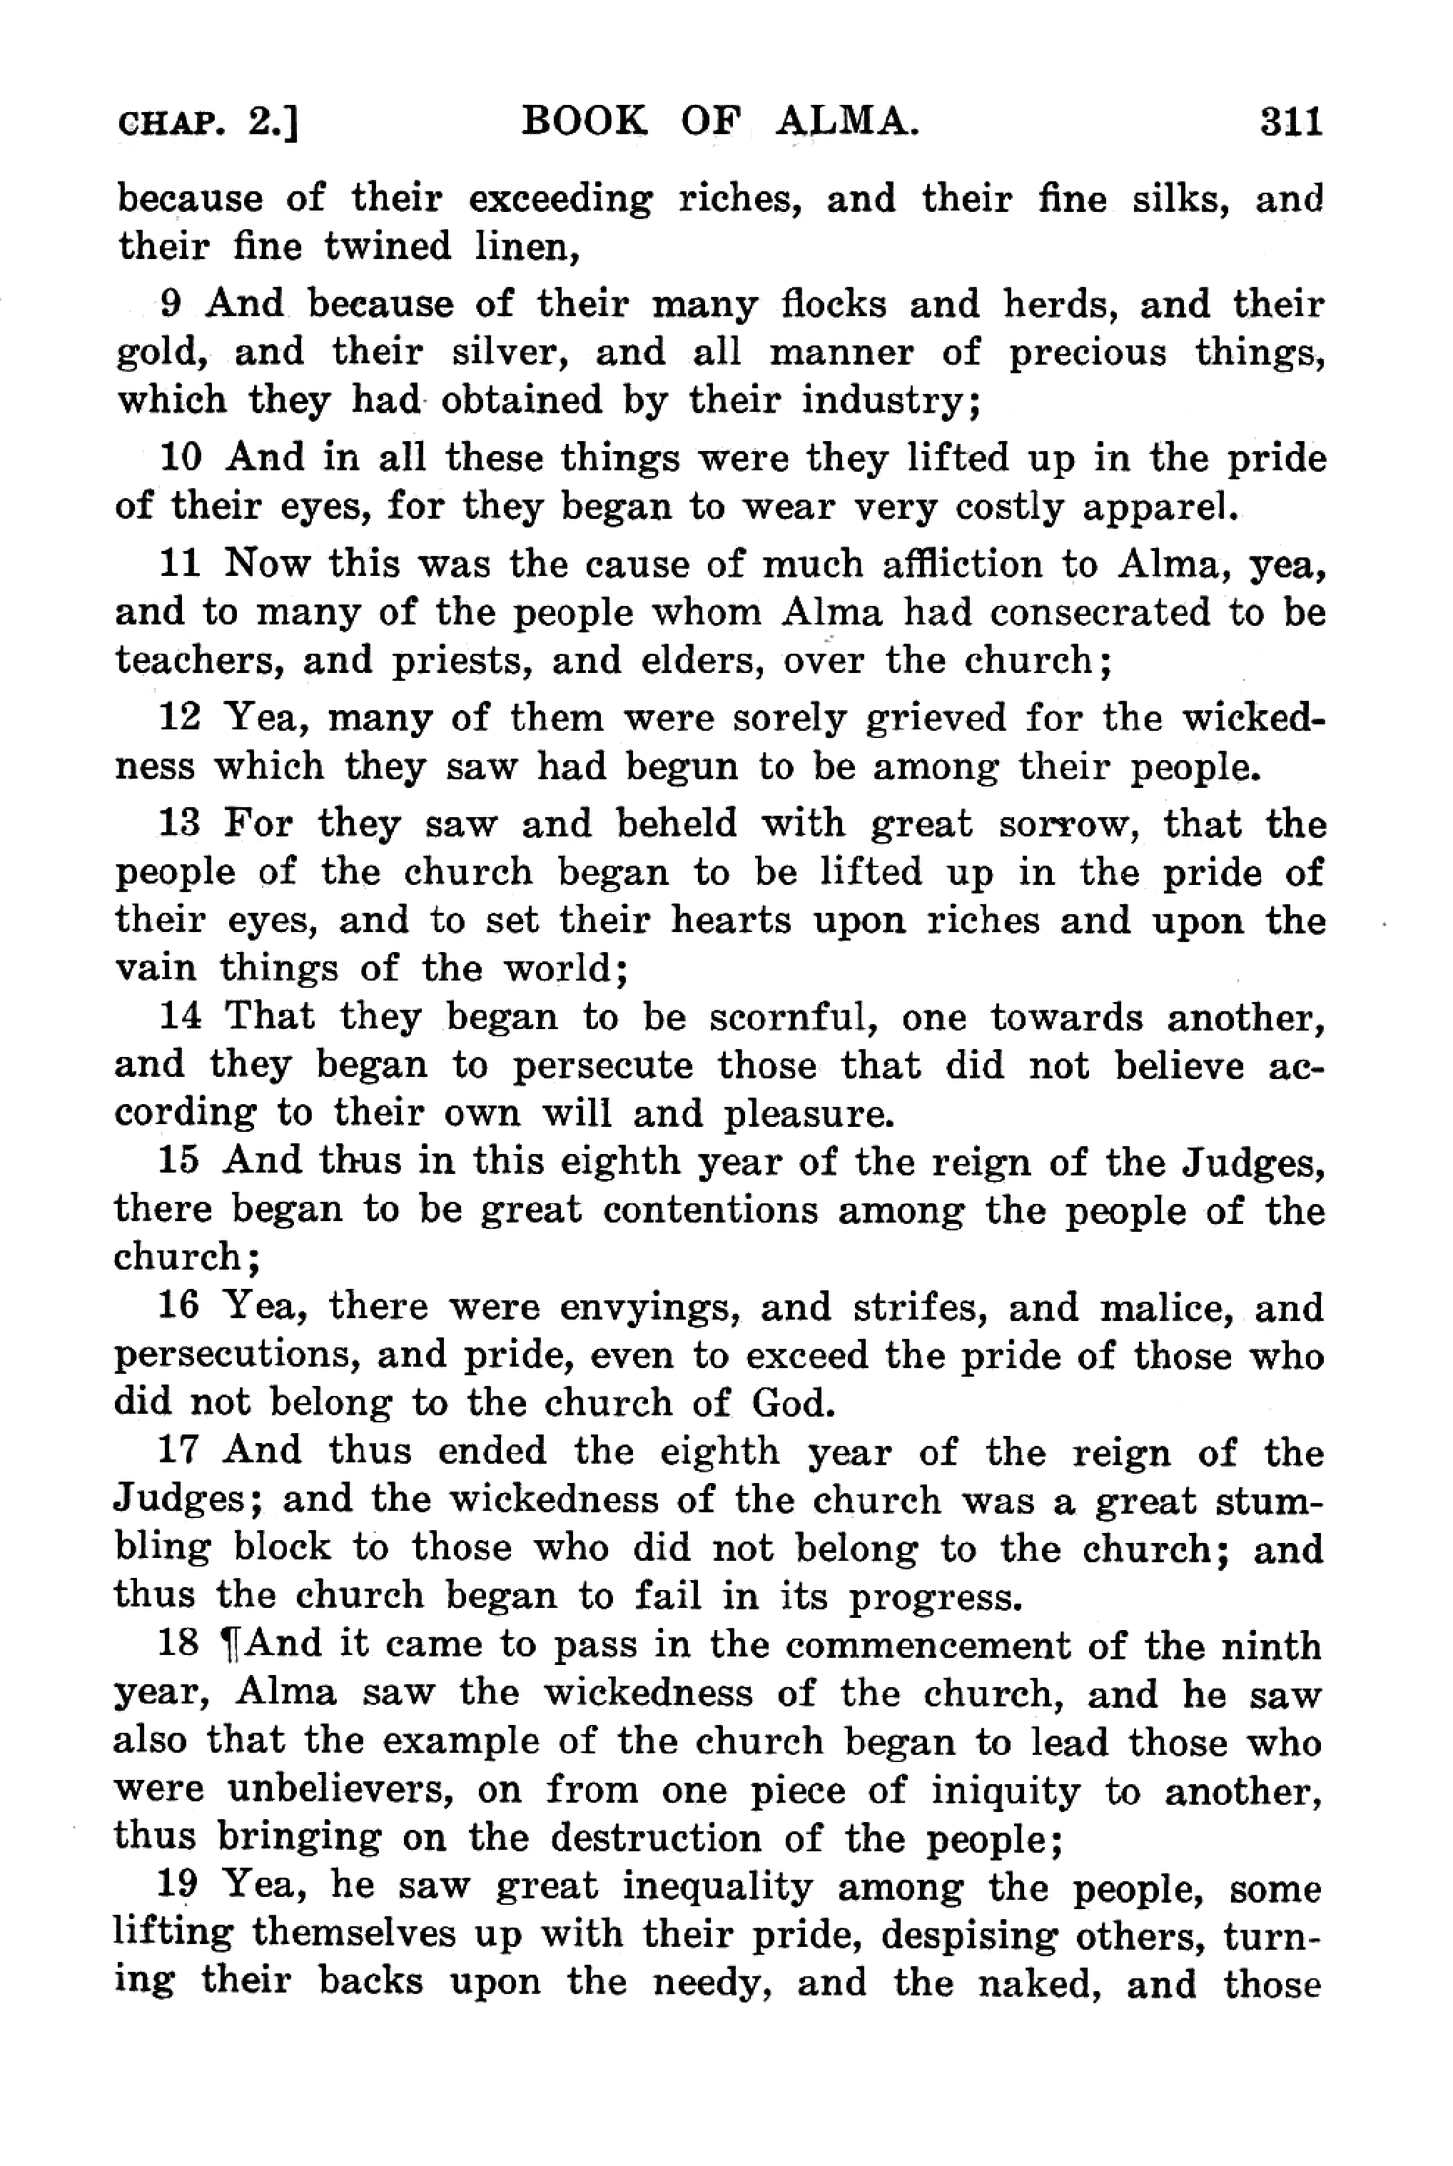 CHAP. 2.] BOOK OF ALMA. 311
because of their exceeding riches, and their fine silks, and
their fine twined linen,
9 And because of their many flocks and herds, and their
gold, and their silver, and all manner of precious things,
which they had obtained by their industry;
10 And in all these things were they lifted up in the pride
of their eyes, for they began to wear very costly apparel.
11 Now this was the cause of much affliction to Alma, yea,
and to many of the people whom Alma had consecrated to be
teachers, and priests, and elders, over the church;
12 Yea, many of them were sorely grieved for the wicked-
ness which they saw had begun to be among their people.
13 For they saw and beheld with great sorrow, that the
people of the church began to be lifted up in the pride of
their eyes, and to set their hearts upon riches and upon the
vain things of the world;
14 That they began to be scornful, one towards another,
and they began to persecute those that did not believe ac-
cording to their own will and pleasure.
15 And thus in this eighth year of the reign of the Judges,
there began to be great contentions among the people of the
church;
16 Yea, there were envyings, and strifes, and malice, and
persecutions, and pride, even to exceed the pride of those who
did not belong to the church of God.
17 And thus ended the eighth year of the reign of the
Judges; and the wickedness of the church was a great stum-
bling block to those who did not belong to the church; and
thus the church began to fail in its progress.
18 ¶And it came to pass in the commencement of the ninth
year, Alma saw the wickedness of the church, and he saw
also that the example of the church began to lead those who
were unbelievers, on from one piece of iniquity to another,
thus bringing on the destruction of the people;
19 Yea, he saw great inequality among the people, some
lifting themselves up with their pride, despising others, turn-
ing their backs upon the needy, and the naked, and those